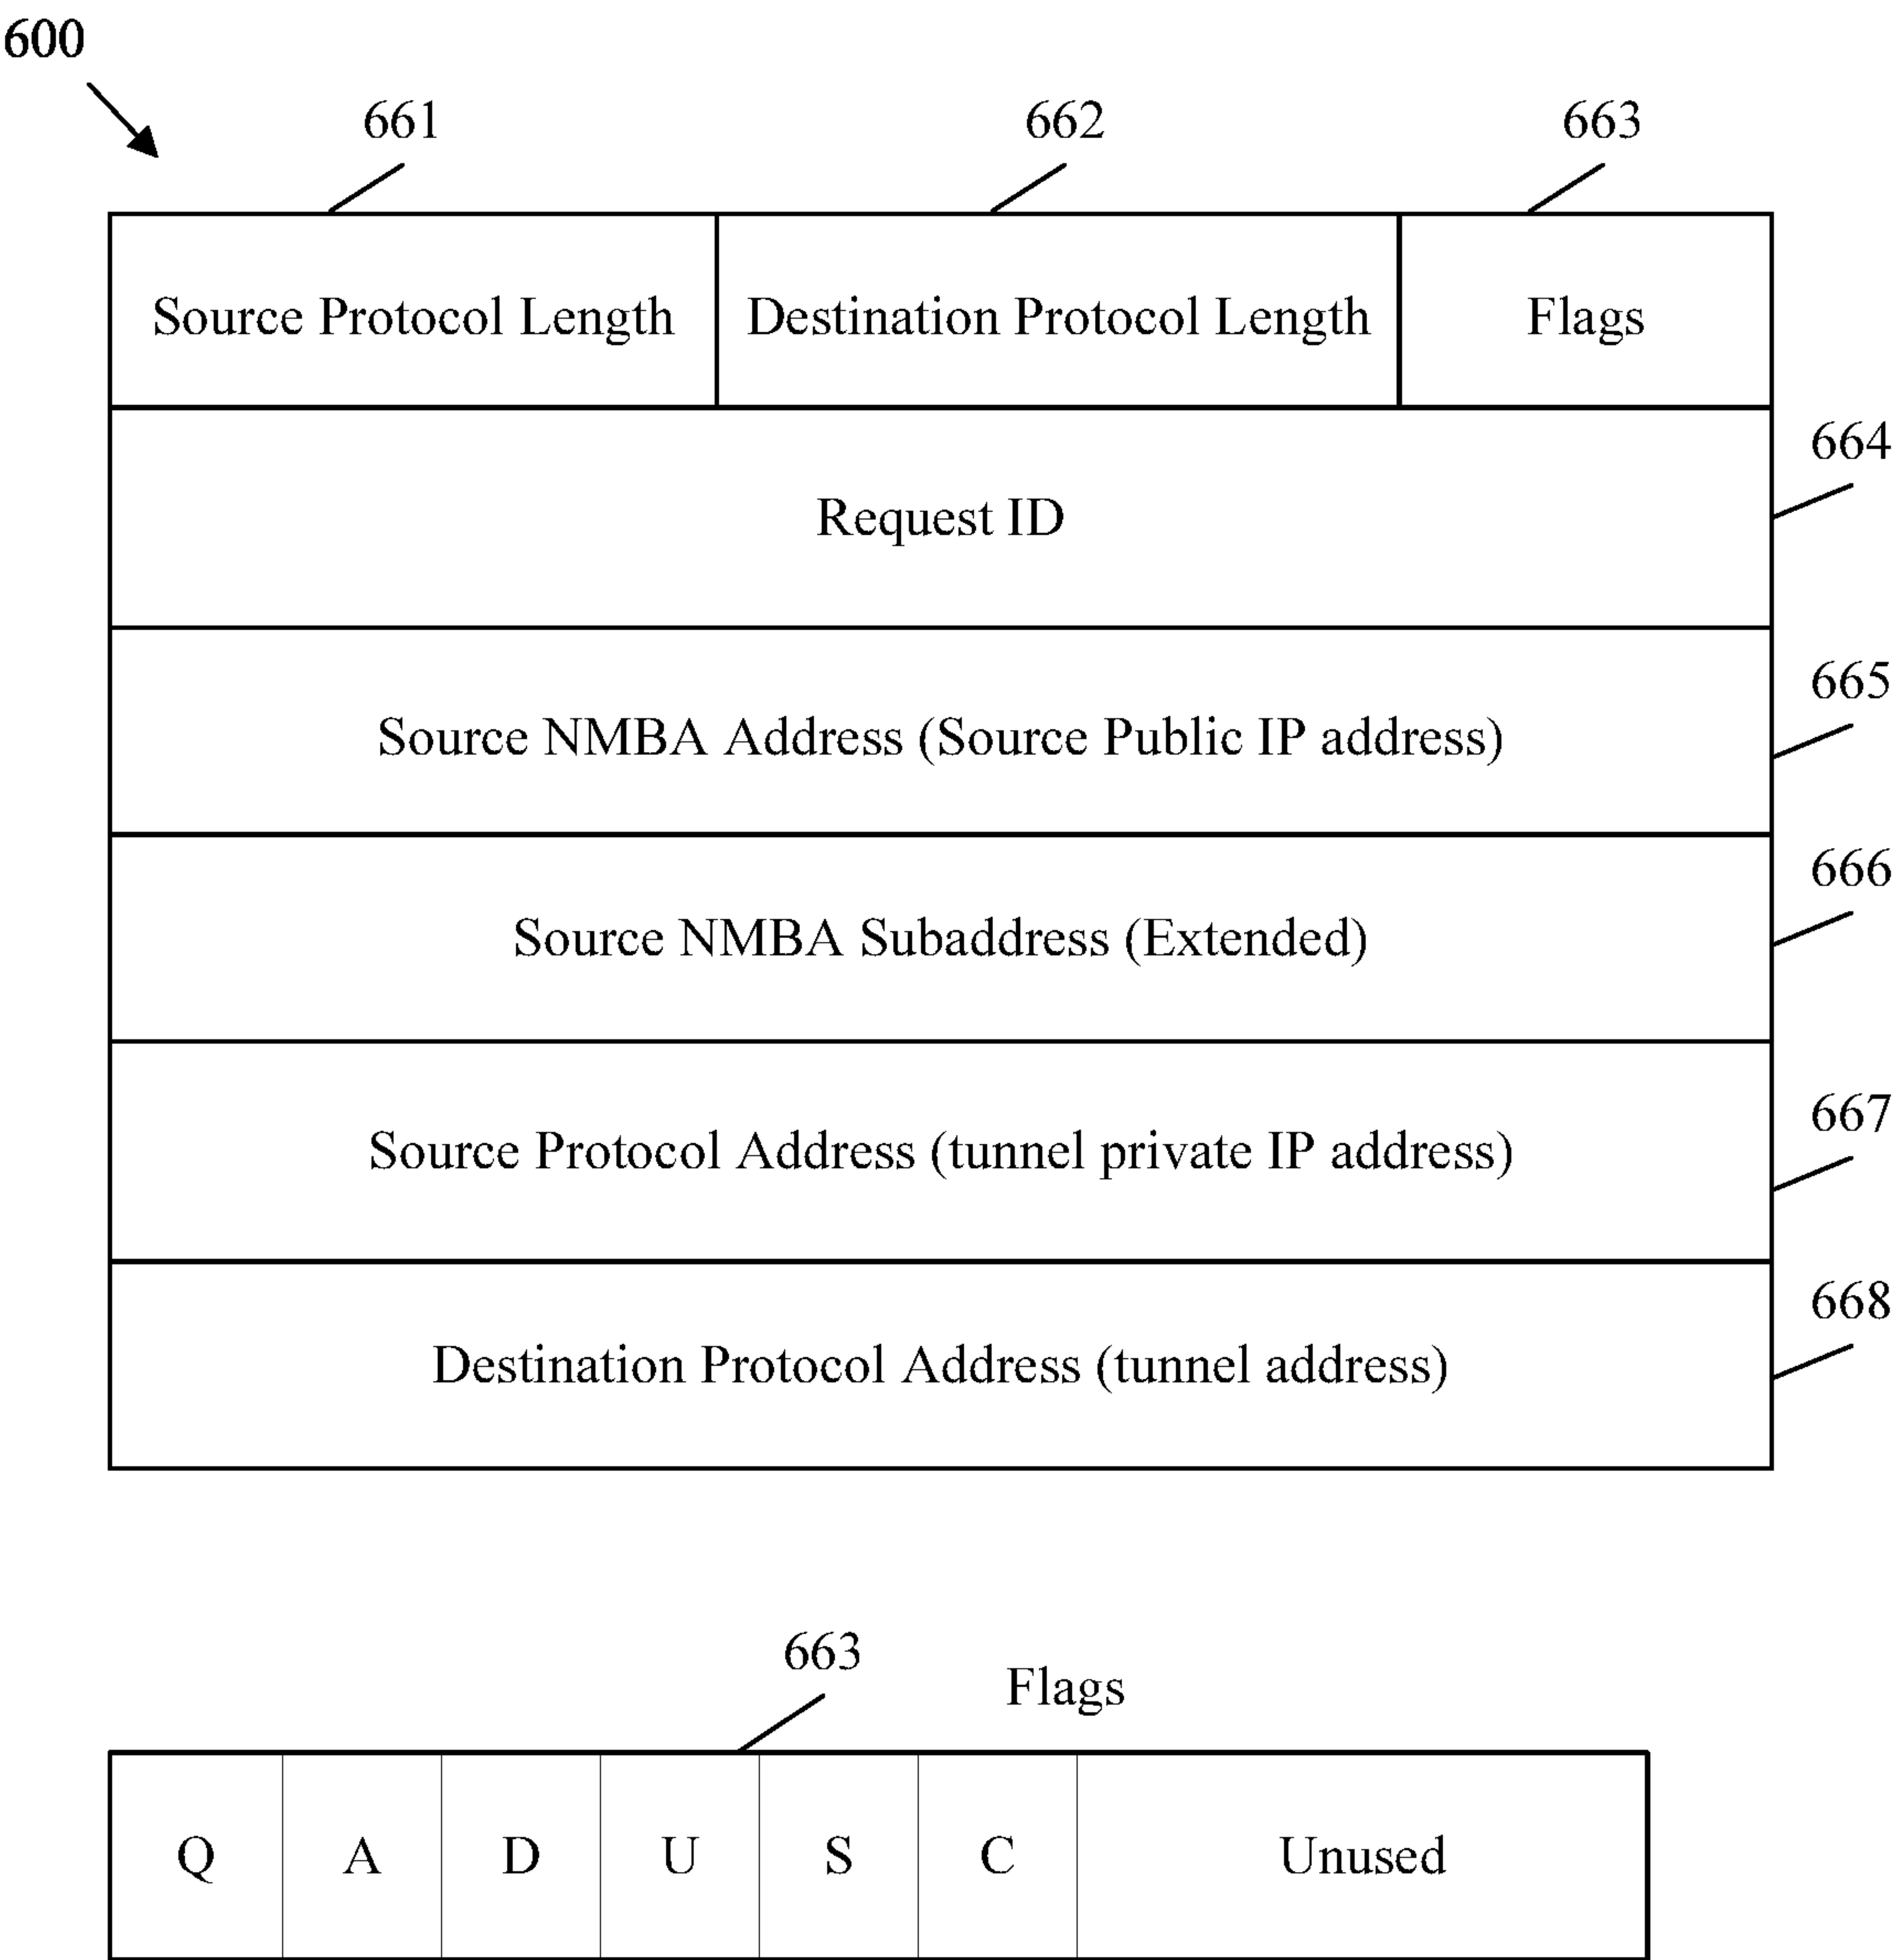 600
661 662 663
Source Protocol Length Destination Protocol Length Flags
664
Request ID
665
Source NMBA Address (Source Public IP address)
666
Source NMBA Subaddress (Extended)
667
Source Protocol Address (tunnel private IP address)
668
Destination Protocol Address (tunnel address)
663 Flags
Q A D U S C Unused